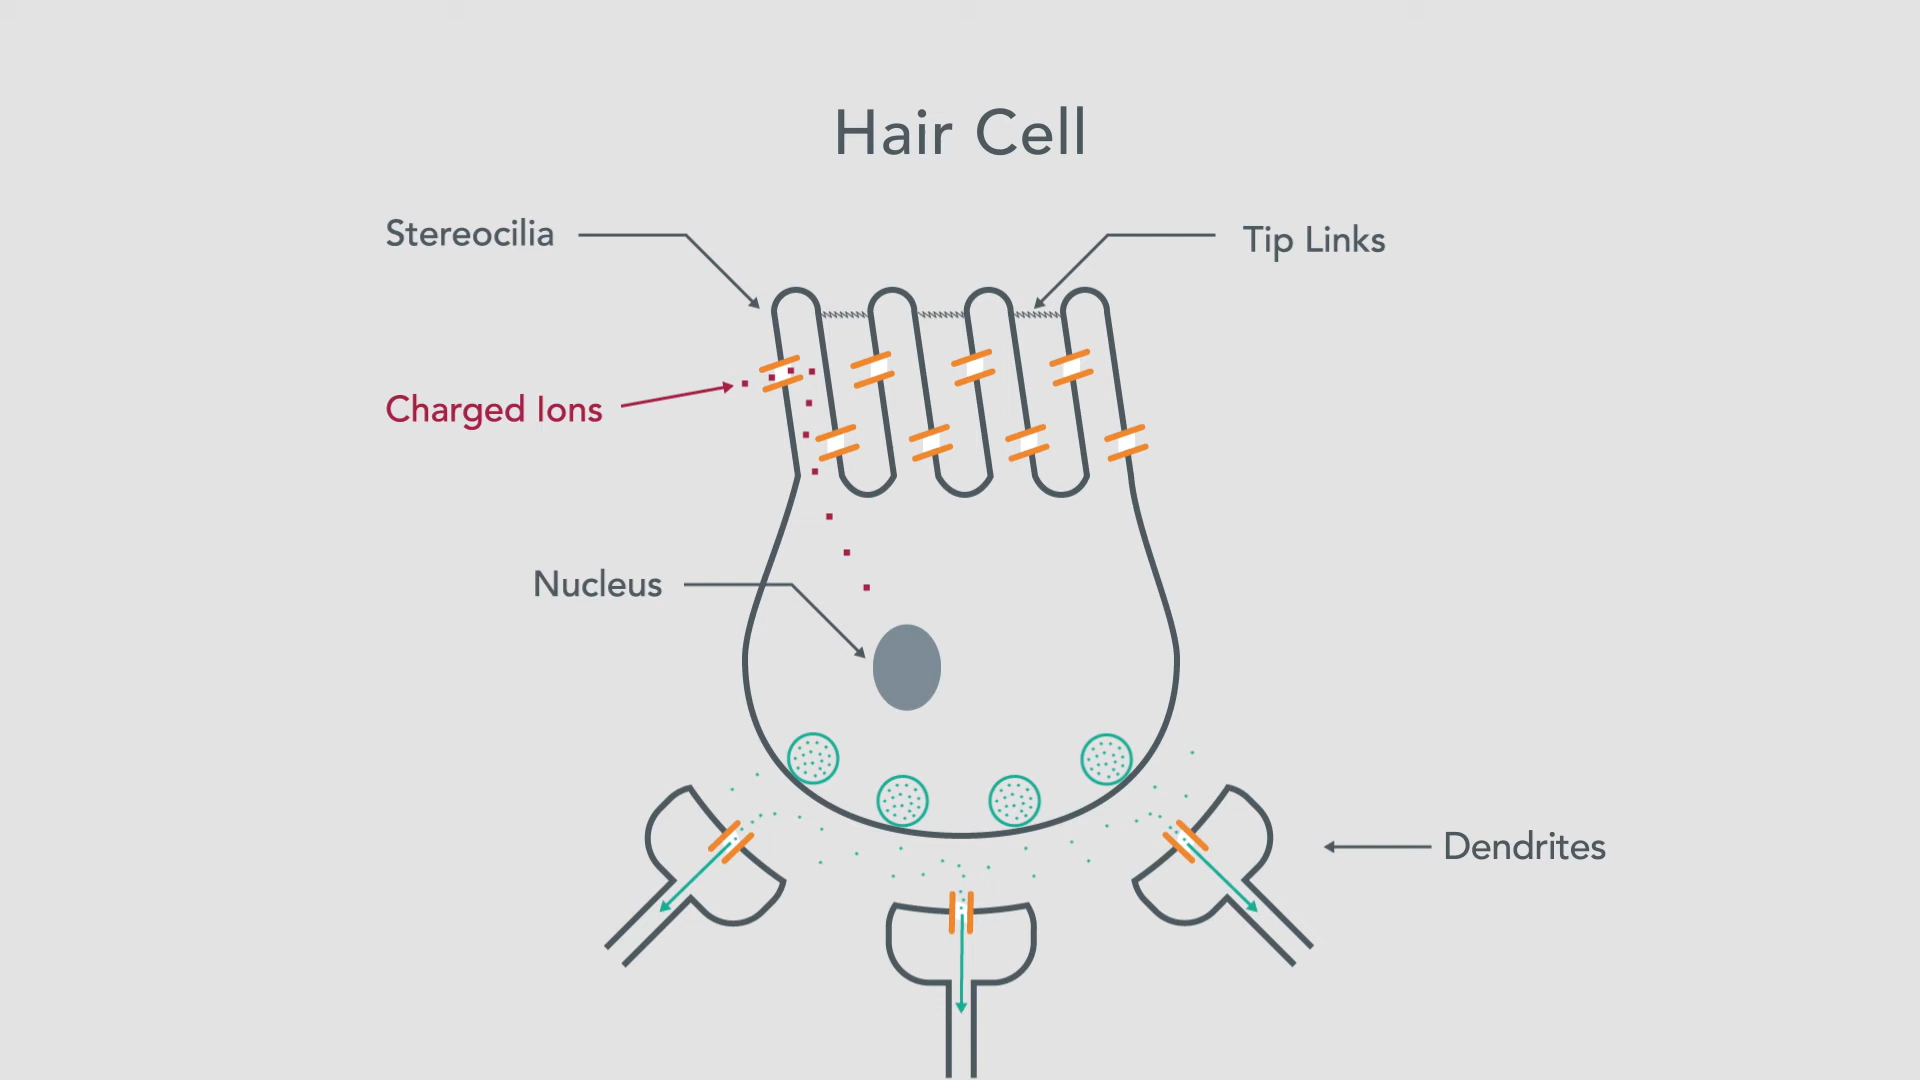 Hair Cell
Stereocilia
Tip Links
Charged Ions
Nucleus
Dendrites